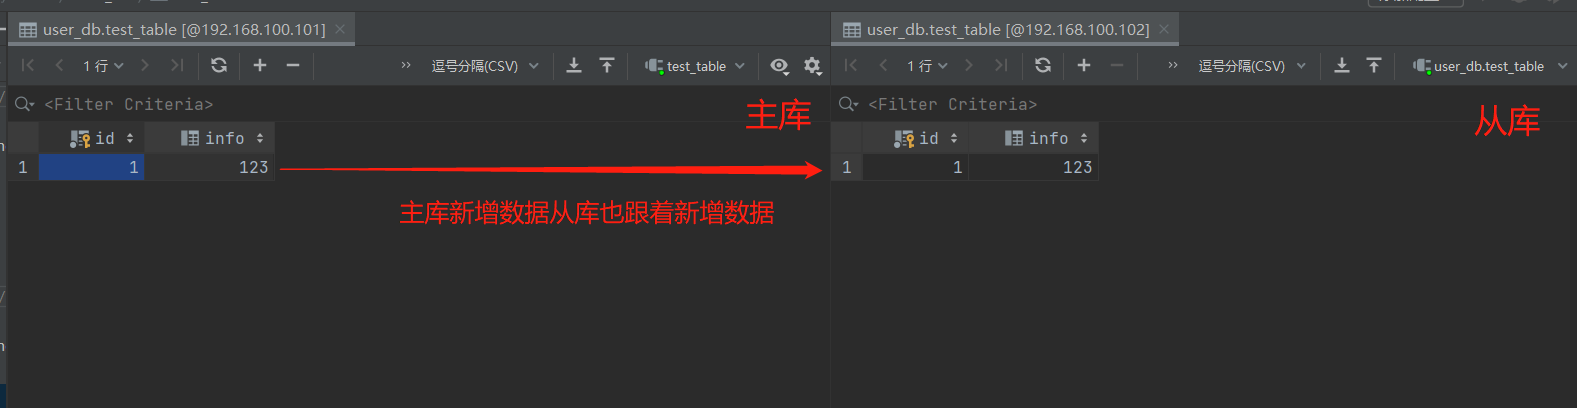 user_db.test_table [@192.168.100.101]
user_db.test_table [@192.168.100.102]
1 行
逗号分隔(CSV)
test_table
1 行
逗号分隔(CSV)
user_db.test_table
<Filter Criteria>
<Filter Criteria>
主库
从库
id info
id info
1 1 123
1 1 123
主库新增数据从库也跟着新增数据